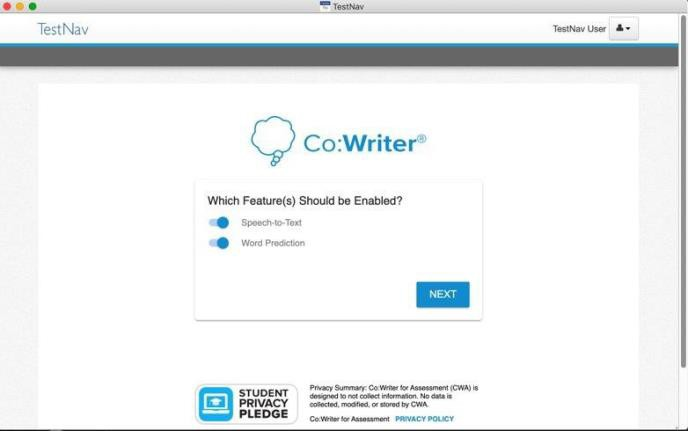 TestNav
TestNav
TestNav User
Co:Writer®
Which Feature(s) Should be Enabled?
Speech-to-Text
Word Prediction
NEXT
STUDENT
PRIVACY
PLEDGE
Privacy Summary: Co:Writer for Assessment (CWA) is
designed to not collect information. No data is
collected, modified, or stored by CWA.
Co:Writer for Assessment PRIVACY POLICY